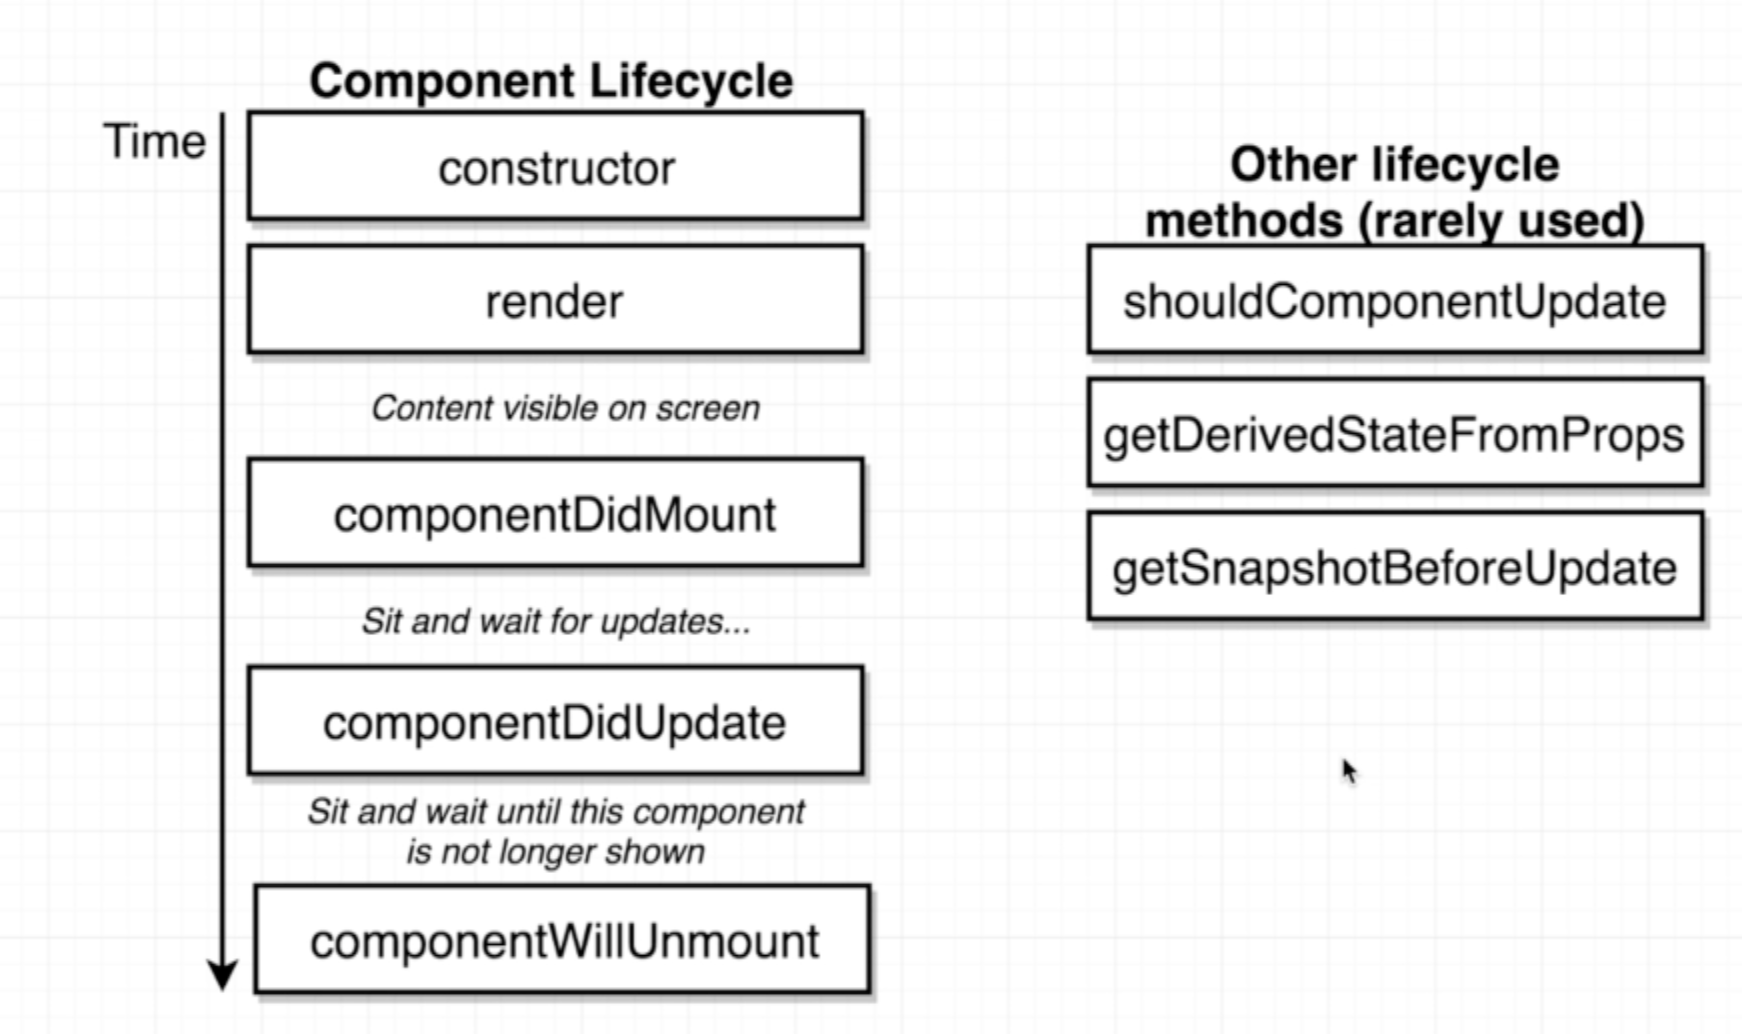 Component Lifecycle
Time
constructor
render
Content visible on screen
componentDidMount
Sit and wait for updates...
componentDidUpdate
Sit and wait until this component
is not longer shown
componentWillUnmount
Other lifecycle
methods (rarely used)
shouldComponentUpdate
getDerivedStateFromProps
getSnapshotBeforeUpdate